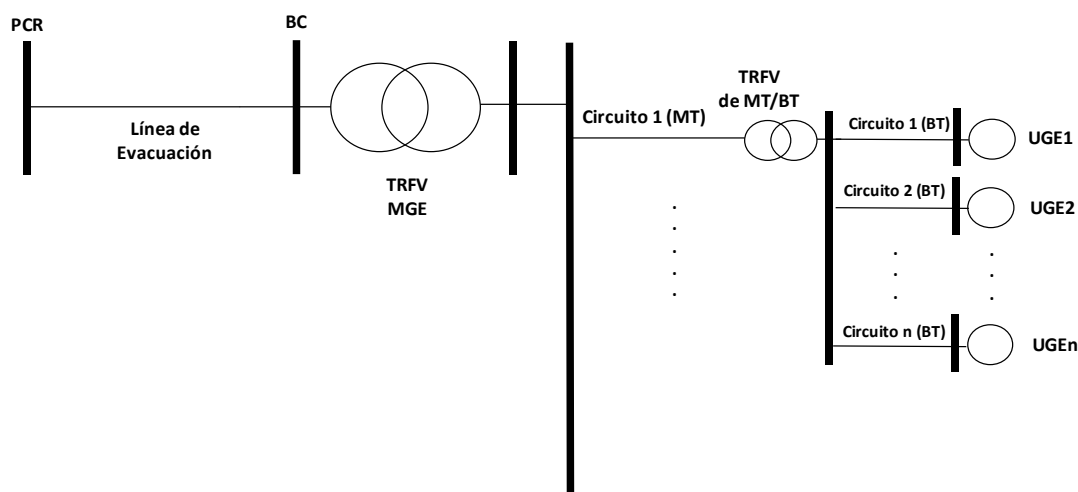 PCR
BC
Línea de
Evacuación
TRFV
MGE
Circuito 1 (MT)
TRFV
de MT/BT
Circuito 1 (BT)
UGE1
Circuito 2 (BT)
UGE2
Circuito n (BT)
UGEn